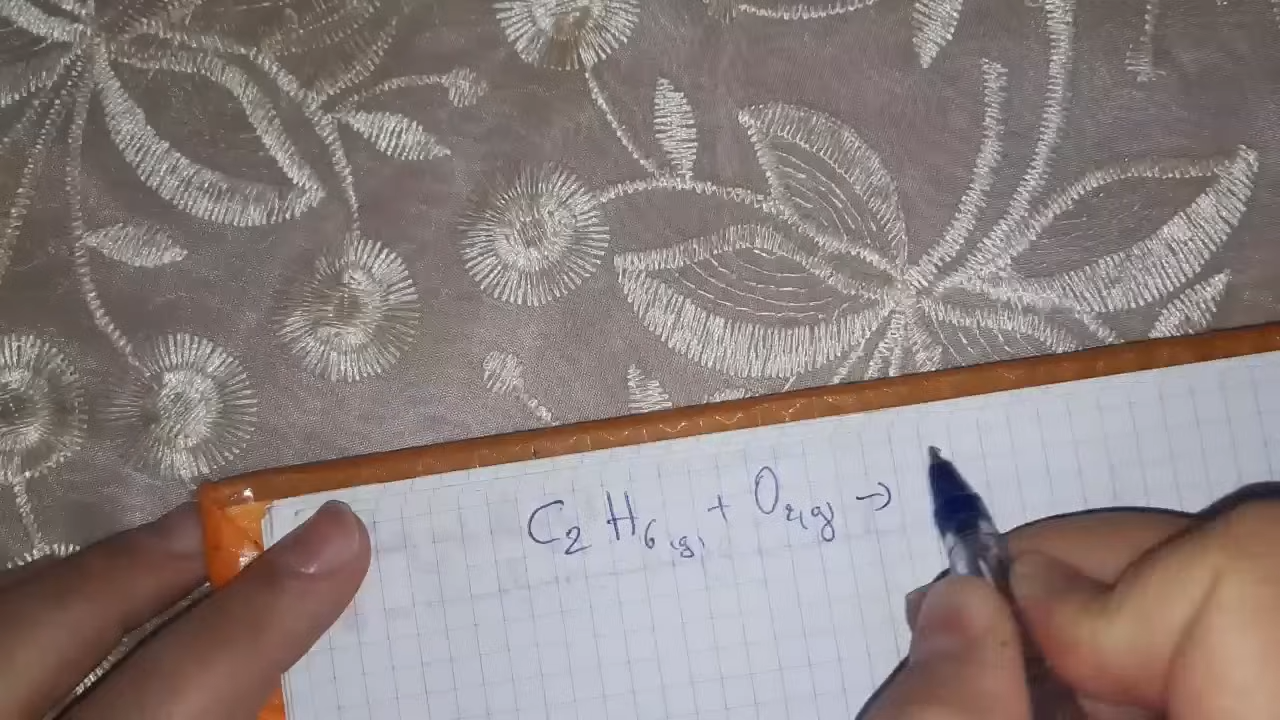 C₂H₆(g) + O₂(g) →